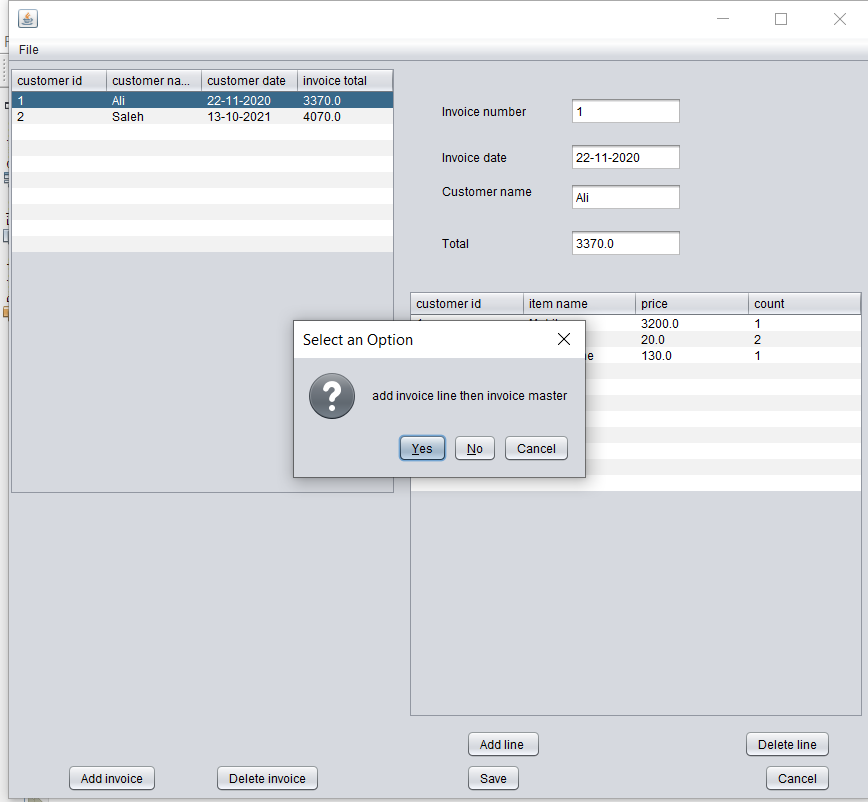 File
customer id customer na... customer date invoice total
1 Ali 22-11-2020 3370.0
2 Saleh 13-10-2021 4070.0
Invoice number 1
Invoice date 22-11-2020
Customer name Ali
Total 3370.0
customer id item name price count
3200.0 1
20.0 2
130.0 1
Select an Option
add invoice line then invoice master
Yes No Cancel
Add line Delete line
Add invoice Delete invoice Save Cancel